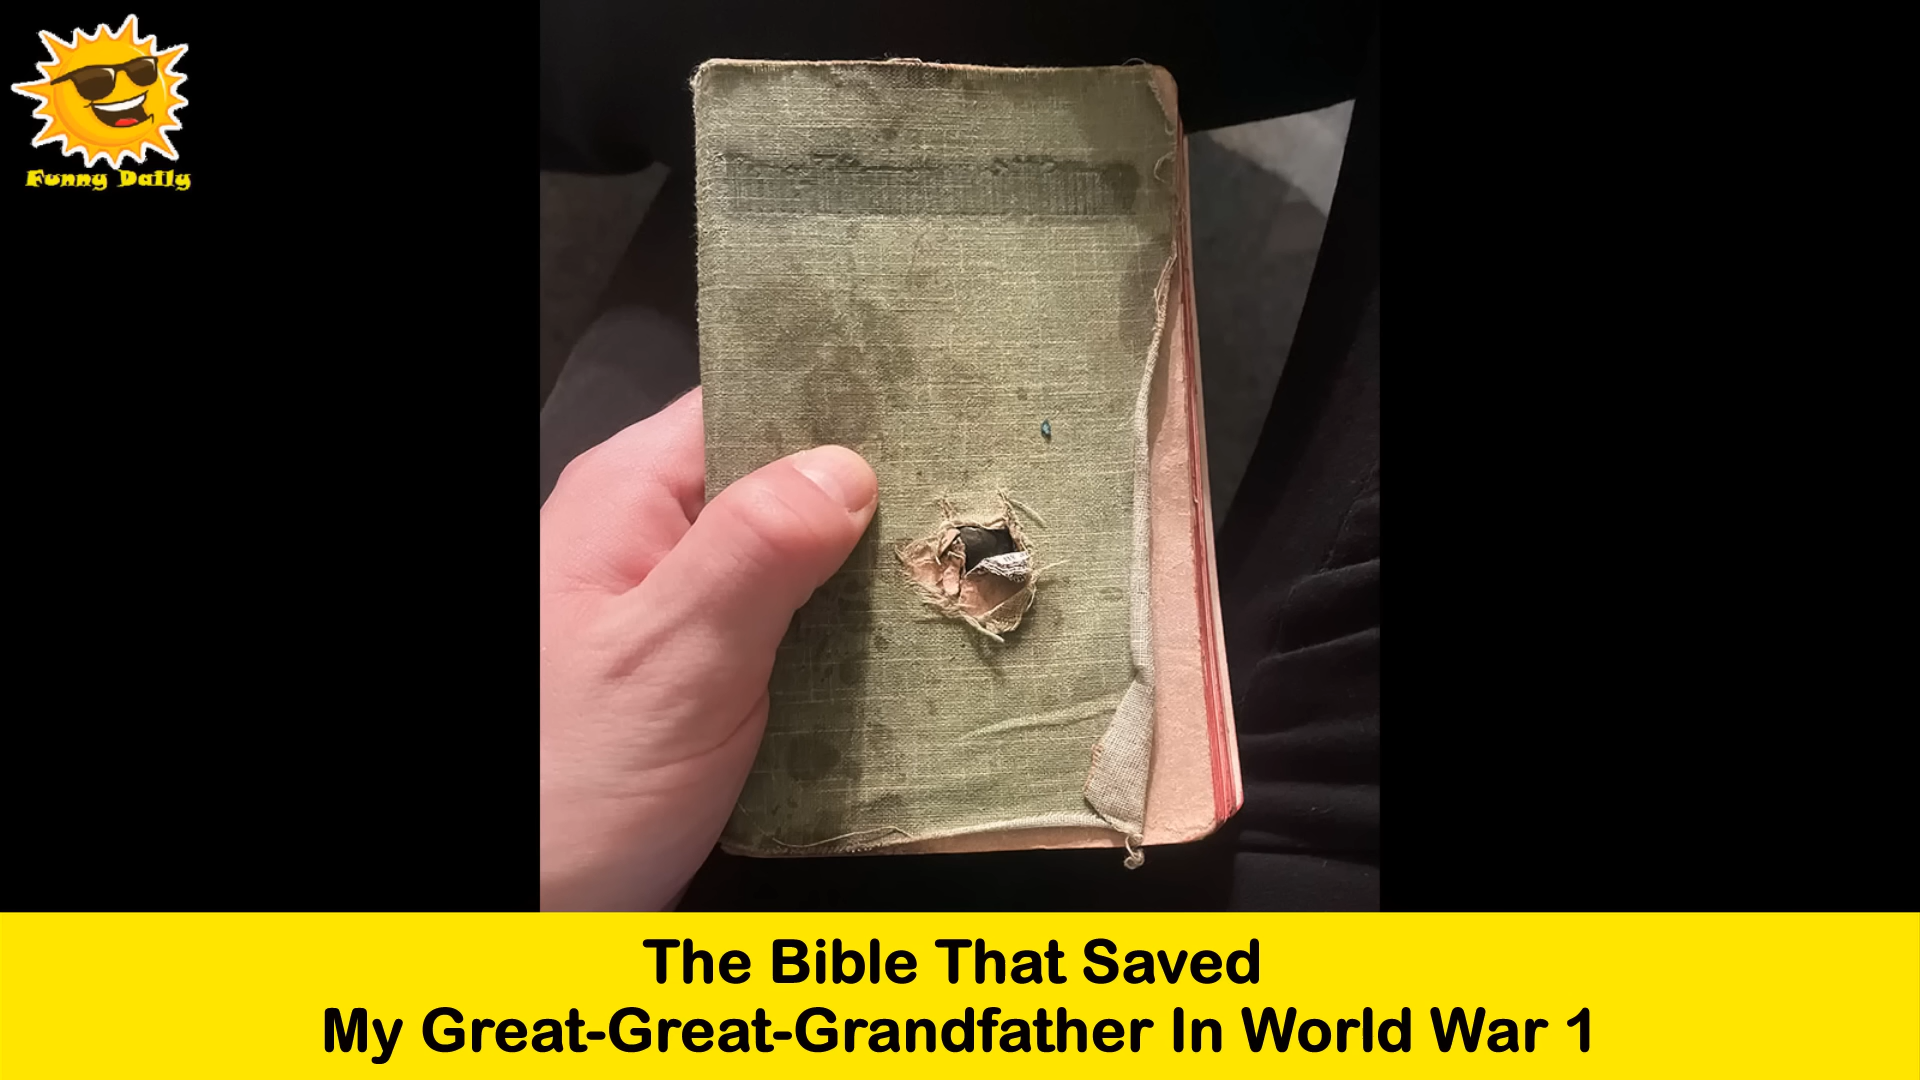 Funny Daily
The Bible That Saved
My Great-Great-Grandfather In World War 1